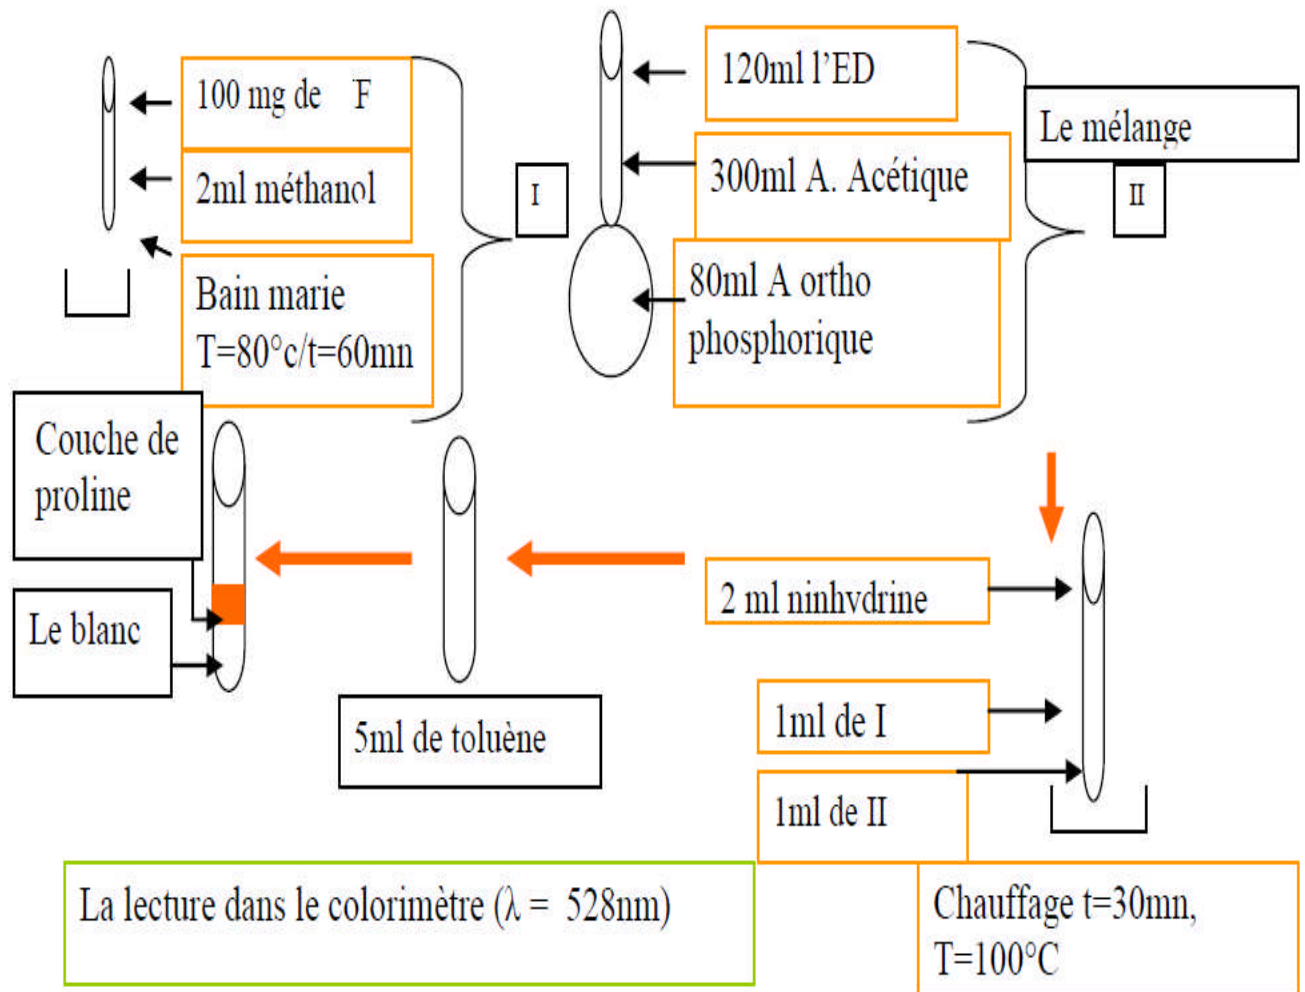 100 mg de F
2ml méthanol
Bain marie
T=80°c/t=60mn
I
120ml l’ED
300ml A. Acétique
80ml A ortho
phosphorique
Le mélange
II
Couche de
proline
Le blanc
5ml de toluène
2 ml ninhvdrine
1ml de I
1ml de II
Chauffage t=30mn,
T=100°C
La lecture dans le colorimètre (λ = 528nm)